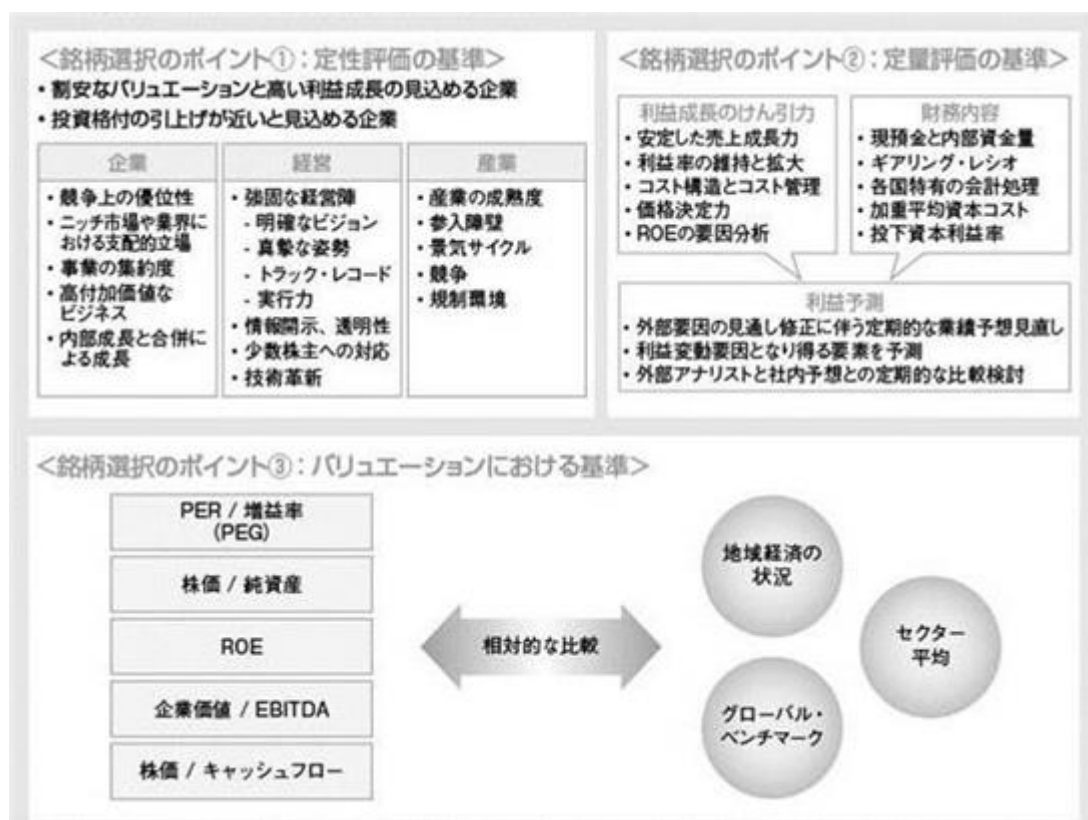 <銘柄選択のポイント①：定性評価の基準>
・割安なバリュエーションと高い利益成長の見込める企業
・投資格付の引上げが近いと見込める企業
企業
・競争上の優位性
・ニッチ市場や業界に
おける支配的立場
・事業の集約度
・高付加価値な
ビジネス
・内部成長と合併に
よる成長
経営
・強固な経営陣
- 明確なビジョン
- 真摯な姿勢
- トラック・レコード
- 実行力
・情報開示、透明性
・少数株主への対応
・技術革新
産業
・産業の成熟度
・参入障壁
・景気サイクル
・競争
・規制環境
<銘柄選択のポイント②：定量評価の基準>
利益成長のけん引力
・安定した売上成長力
・利益率の維持と拡大
・コスト構造とコスト管理
・価格決定力
・ROEの要因分析
財務内容
・現預金と内部資金量
・ギアリング・レシオ
・各国特有の会計処理
・加重平均資本コスト
・投下資本利益率
利益予測
・外部要因の見通し修正に伴う定期的な業績予想見直し
・利益変動要因となり得る要素を予測
・外部アナリストと社内予想との定期的な比較検討
<銘柄選択のポイント③：バリュエーションにおける基準>
PER / 増益率
(PEG)
株価 / 純資産
ROE
企業価値 / EBITDA
株価 / キャッシュフロー
相対的な比較
地域経済の
状況
セクター
平均
グローバル・
ベンチマーク